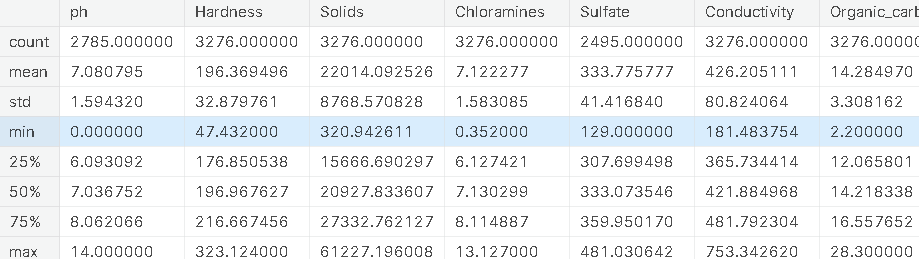 ph Hardness Solids Chloramines Sulfate Conductivity Organic_carb
count 2785.000000 3276.000000 3276.000000 3276.000000 2495.000000 3276.000000 3276.00000
mean 7.080795 196.369496 22014.092526 7.122277 333.775777 426.205111 14.284970
std 1.594320 32.879761 8768.570828 1.583085 41.416840 80.824064 3.308162
min 0.000000 47.432000 320.942611 0.352000 129.000000 181.483754 2.200000
25% 6.093092 176.850538 15666.690297 6.127421 307.699498 365.734414 12.065801
50% 7.036752 196.967627 20927.833607 7.130299 333.073546 421.884968 14.218338
75% 8.062066 216.667456 27332.762127 8.114887 359.950170 481.792304 16.557652
max 14.000000 323.124000 61227.196008 13.127000 481.030642 753.342620 28.300000